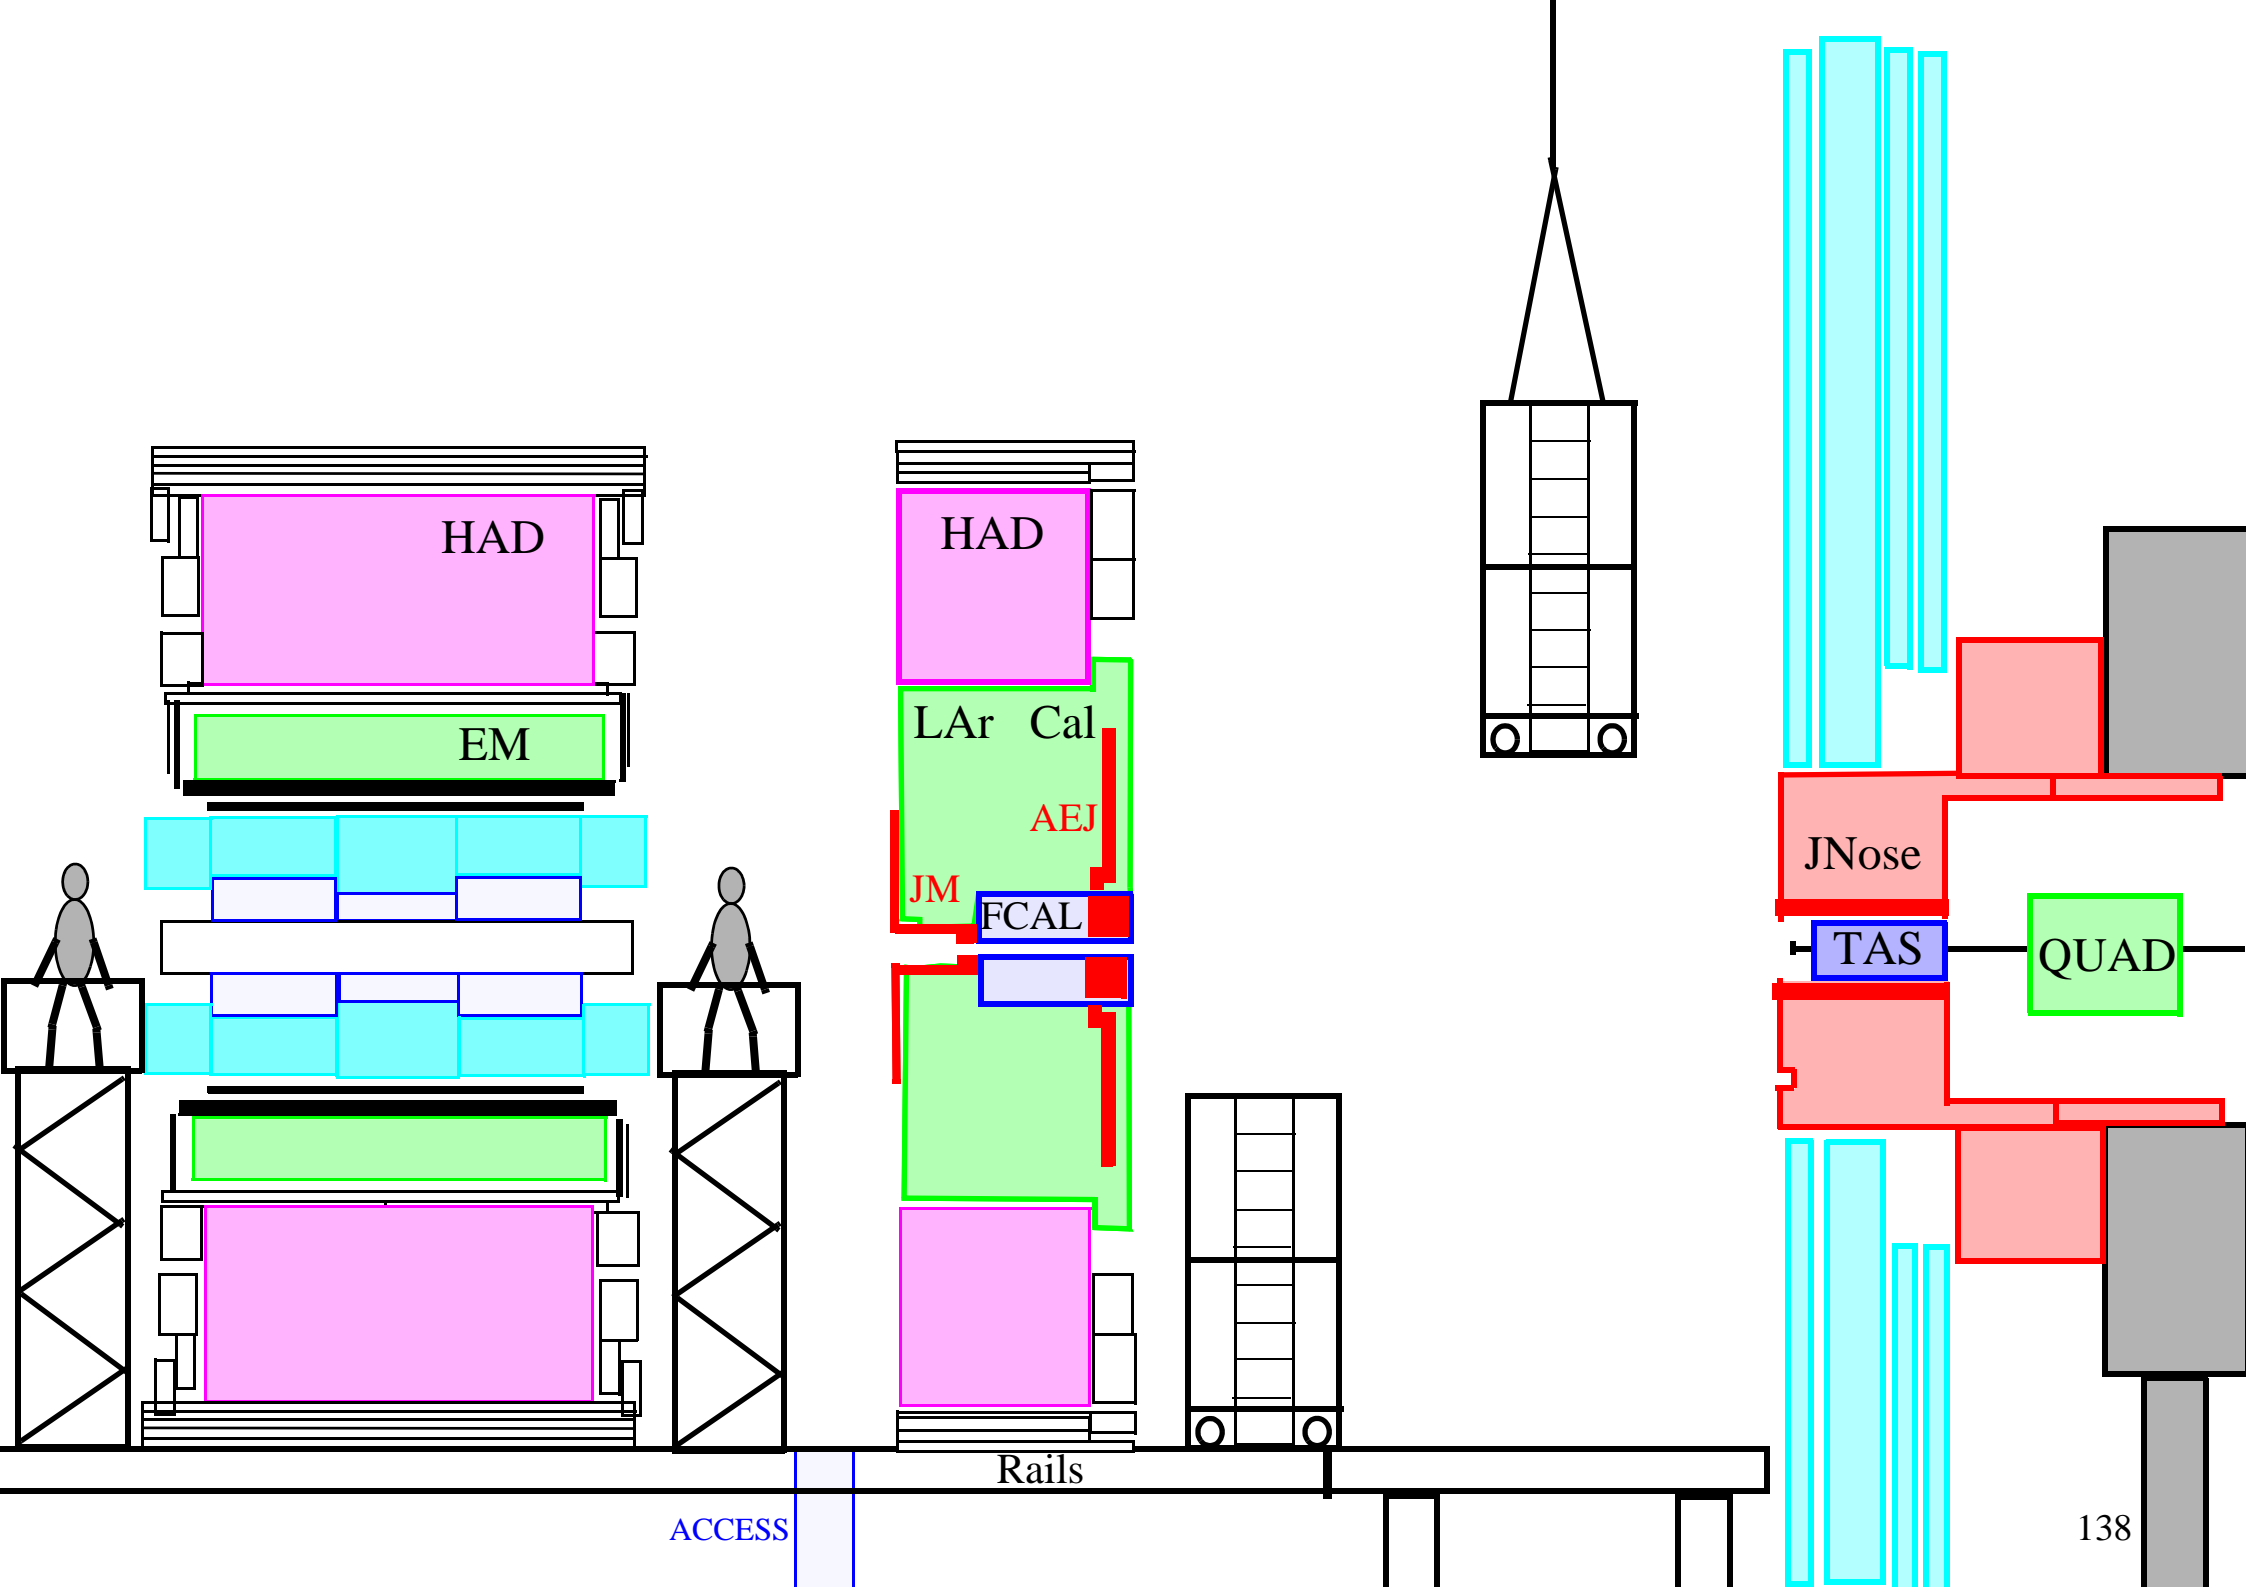 HAD
HAD
LAr Cal
EM
AEJ
JNose
JM
FCAL
TAS
QUAD
Rails
ACCESS
138